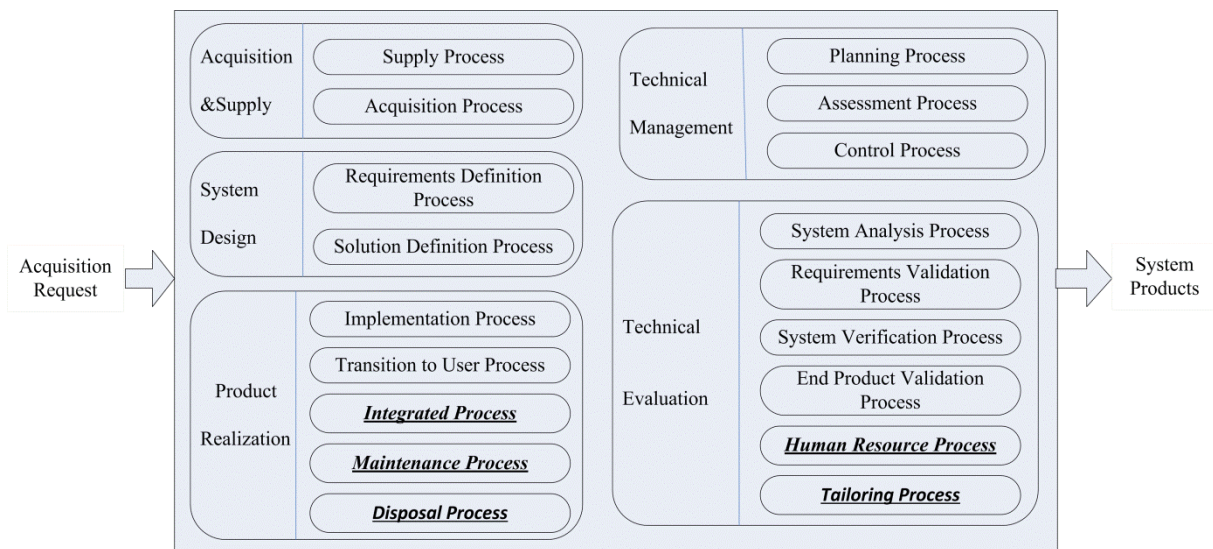 Acquisition
Request
Acquisition
&Supply
Supply Process
Acquisition Process
System
Design
Requirements Definition
Process
Solution Definition Process
Product
Realization
Implementation Process
Transition to User Process
Integrated Process
Maintenance Process
Disposal Process
Technical
Management
Planning Process
Assessment Process
Control Process
Technical
Evaluation
System Analysis Process
Requirements Validation
Process
System Verification Process
End Product Validation
Process
Human Resource Process
Tailoring Process
System
Products